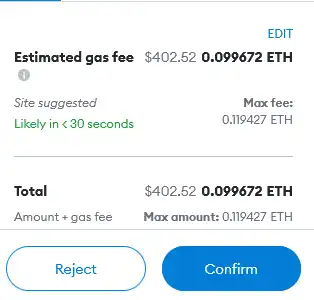 EDIT
Estimated gas fee $402.52 0.099672 ETH
Site suggested Max fee:
Likely in < 30 seconds 0.119427 ETH
Total $402.52 0.099672 ETH
Amount + gas fee Max amount: 0.119427 ETH
Reject Confirm